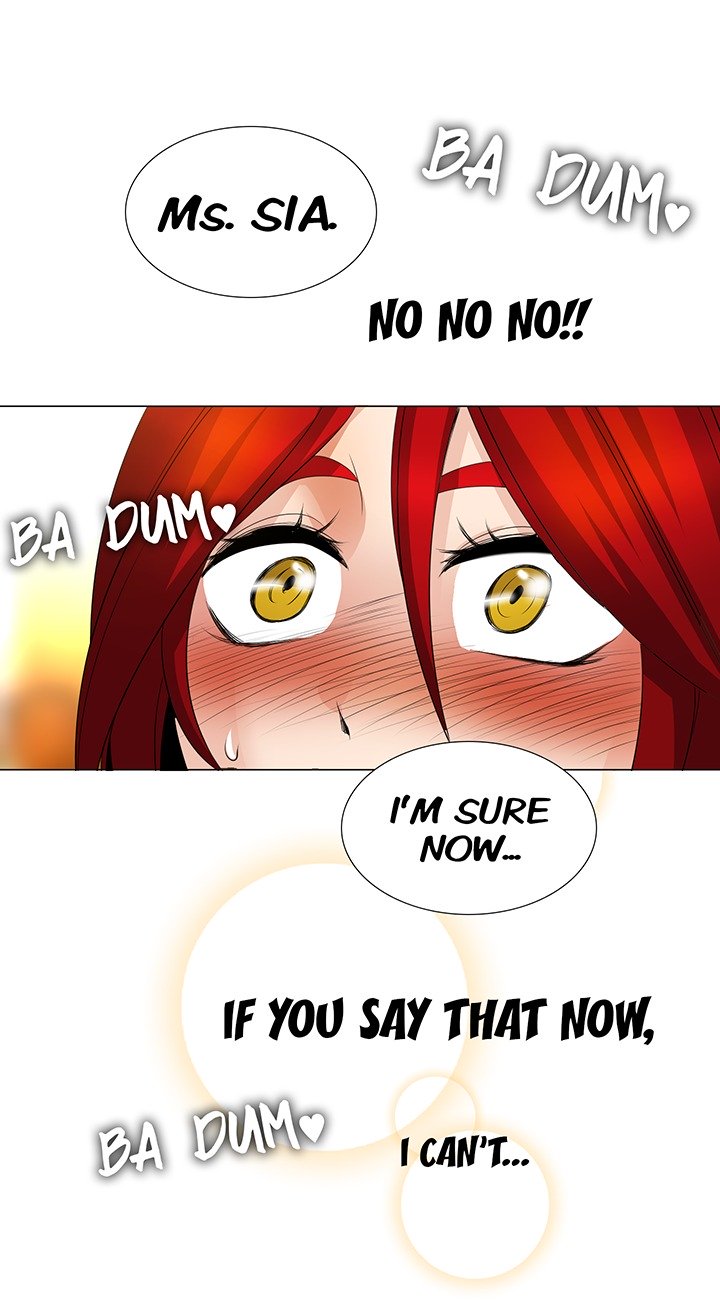 BA DUM♥
Ms. SIA.
NO NO NO!!
BA DUM♥
I'M SURE
NOW...
IF YOU SAY THAT NOW,
BA DUM♥
I CAN'T...